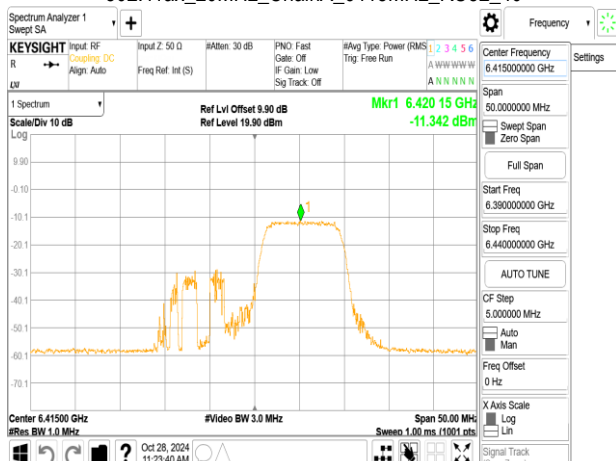 Spectrum Analyzer 1
Swept SA
+
Frequency
KEYSIGHT
R
Input: RF
Coupling: DC
Align: Auto
Input Z: 50 Ω
Freq Ref: Int (S)
#Atten: 30 dB
PNO: Fast
Gate: Off
IF Gain: Low
Sig Track: Off
#Avg Type: Power (RMS
Trig: Free Run
1 2 3 4 5 6
A W W W W W
A N N N N N
1 Spectrum
Scale/Div 10 dB
Log
Ref Lvl Offset 9.90 dB
Ref Level 19.90 dBm
Mkr1 6.420 15 GHz
-11.342 dBm
9.90
-0.10
-10.1
-20.1
-30.1
-40.1
-50.1
-60.1
-70.1
1
Center 6.41500 GHz
#Res BW 1.0 MHz
#Video BW 3.0 MHz
Span 50.00 MHz
Sweep 1.00 ms (1001 pts
Oct 28, 2024
11:23:40 AM
?
Center Frequency
6.415000000 GHz
Settings
Span
50.0000000 MHz
Swept Span
Zero Span
Full Span
Start Freq
6.390000000 GHz
Stop Freq
6.440000000 GHz
AUTO TUNE
CF Step
5.000000 MHz
Auto
Man
Freq Offset
0 Hz
X Axis Scale
Log
Lin
Signal Track